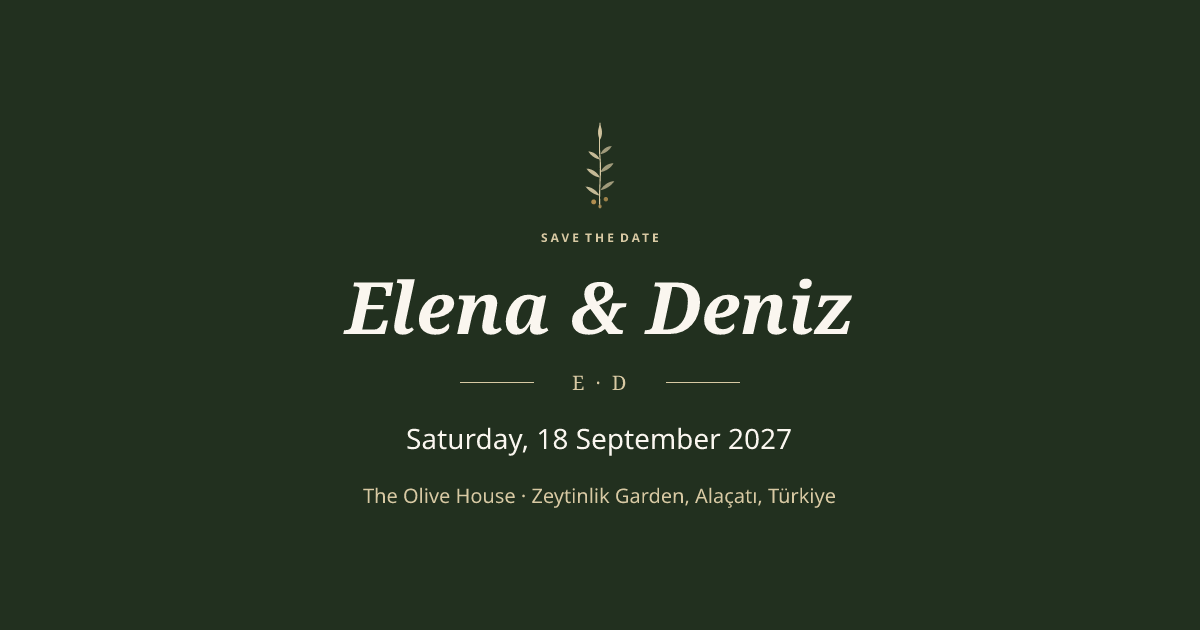 SAVE THE DATE
Elena & Deniz
E · D
Saturday, 18 September 2027
The Olive House · Zeytinlik Garden, Alaçatı, Türkiye